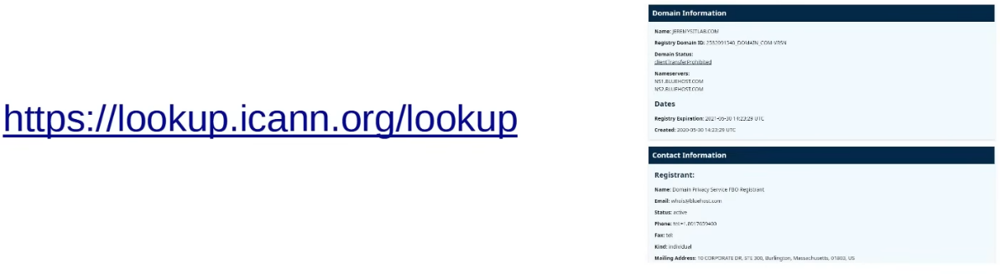 https://lookup.icann.org/lookup
Domain Information
Name: JEREMYSITLAB.COM
Registry Domain ID: 2532091540_DOMAIN_COM-VRSN
Domain Status:
clientTransferProhibited
Nameservers:
NS1.BLUEHOST.COM
NS2.BLUEHOST.COM
Dates
Registry Expiration: 2021-05-30 14:23:29 UTC
Created: 2020-05-30 14:23:29 UTC
Contact Information
Registrant:
Name: Domain Privacy Service FBO Registrant
Email: whois@bluehost.com
Status: active
Phone: tel:+1.8017659400
Fax: tel:
Kind: individual
Mailing Address: 10 CORPORATE DR, STE 300, Burlington, Massachusetts, 01803, US